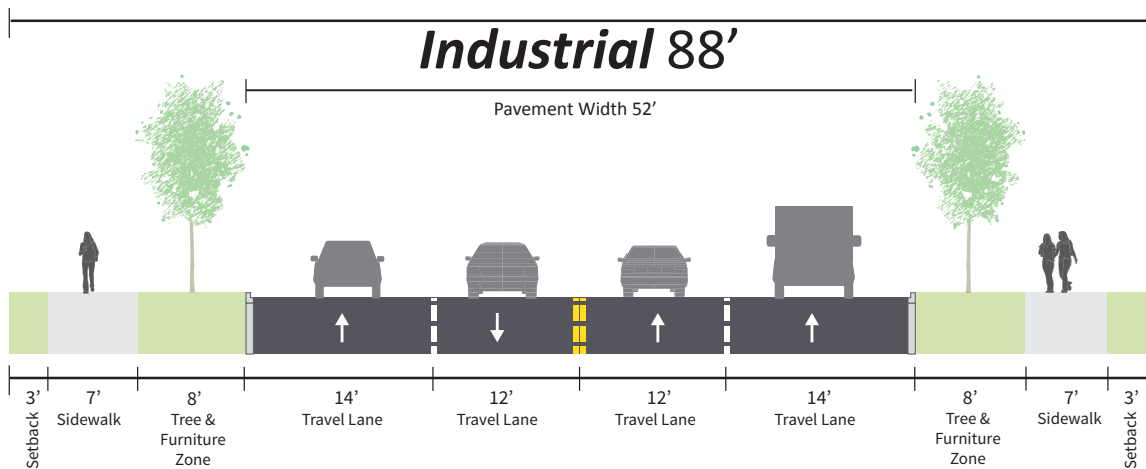 Industrial 88’
Pavement Width 52’
3’
Setback
7’
Sidewalk
8’
Tree &
Furniture
Zone
14’
Travel Lane
12’
Travel Lane
12’
Travel Lane
14’
Travel Lane
8’
Tree &
Furniture
Zone
7’
Sidewalk
3’
Setback